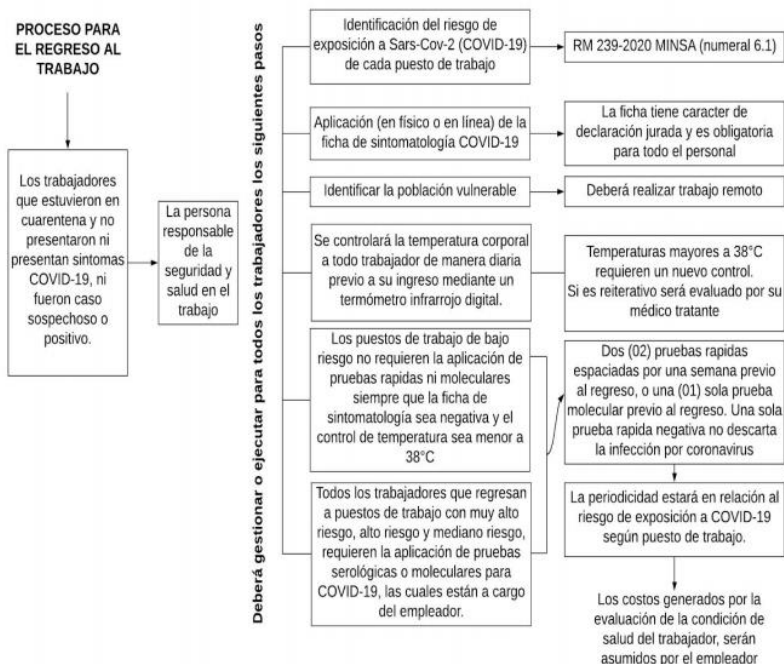 PROCESO PARA
EL REGRESO AL
TRABAJO
Los trabajadores
que estuvieron en
cuarentena y no
presentaron ni
presentan sintomas
COVID-19, ni
fueron caso
sospechoso o
positivo.
La persona
responsable
de la
seguridad y
salud en el
trabajo
Deberá gestionar o ejecutar para todos los trabajadores los siguientes pasos
Identificación del riesgo de
exposición a Sars-Cov-2 (COVID-19)
de cada puesto de trabajo
RM 239-2020 MINSA (numeral 6.1)
Aplicación (en físico o en línea) de la
ficha de sintomatología COVID-19
La ficha tiene caracter de
declaración jurada y es obligatoria
para todo el personal
Identificar la población vulnerable
Deberá realizar trabajo remoto
Se controlará la temperatura corporal
a todo trabajador de manera diaria
previo a su ingreso mediante un
termómetro infrarrojo digital.
Temperaturas mayores a 38°C
requieren un nuevo control.
Si es reiterativo será evaluado por su
médico tratante
Los puestos de trabajo de bajo
riesgo no requieren la aplicación de
pruebas rapidas ni moleculares
siempre que la ficha de
sintomatología sea negativa y el
control de temperatura sea menor a
38°C
Dos (02) pruebas rapidas
espaciadas por una semana previo
al regreso, o una (01) sola prueba
molecular previo al regreso. Una sola
prueba rapida negativa no descarta
la infección por coronavirus
Todos los trabajadores que regresan
a puestos de trabajo con muy alto
riesgo, alto riesgo y mediano riesgo,
requieren la aplicación de pruebas
serológicas o moleculares para
COVID-19, las cuales están a cargo
del empleador.
La periodicidad estará en relación al
riesgo de exposición a COVID-19
según puesto de trabajo.
Los costos generados por la
evaluación de la condición de
salud del trabajador, serán
asumidos por el empleador